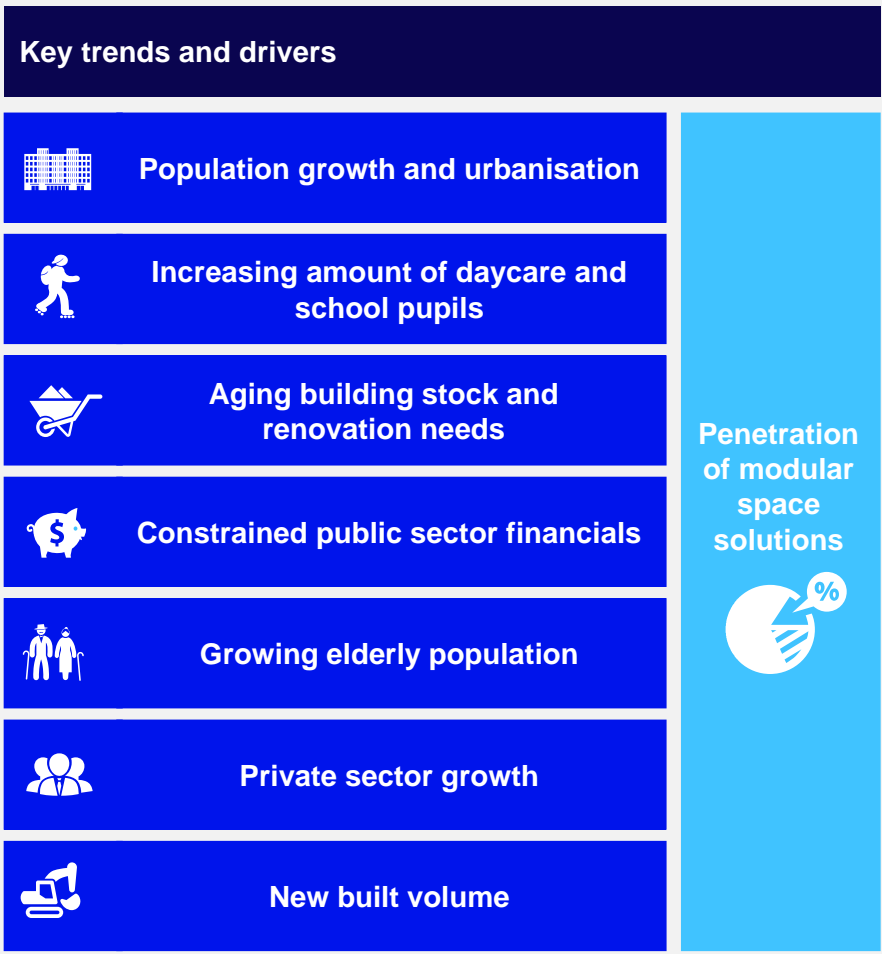 Key trends and drivers
Population growth and urbanisation
Increasing amount of daycare and
school pupils
Aging building stock and
renovation needs
Constrained public sector financials
$
Growing elderly population
Private sector growth
New built volume
Penetration
of modular
space
solutions
%